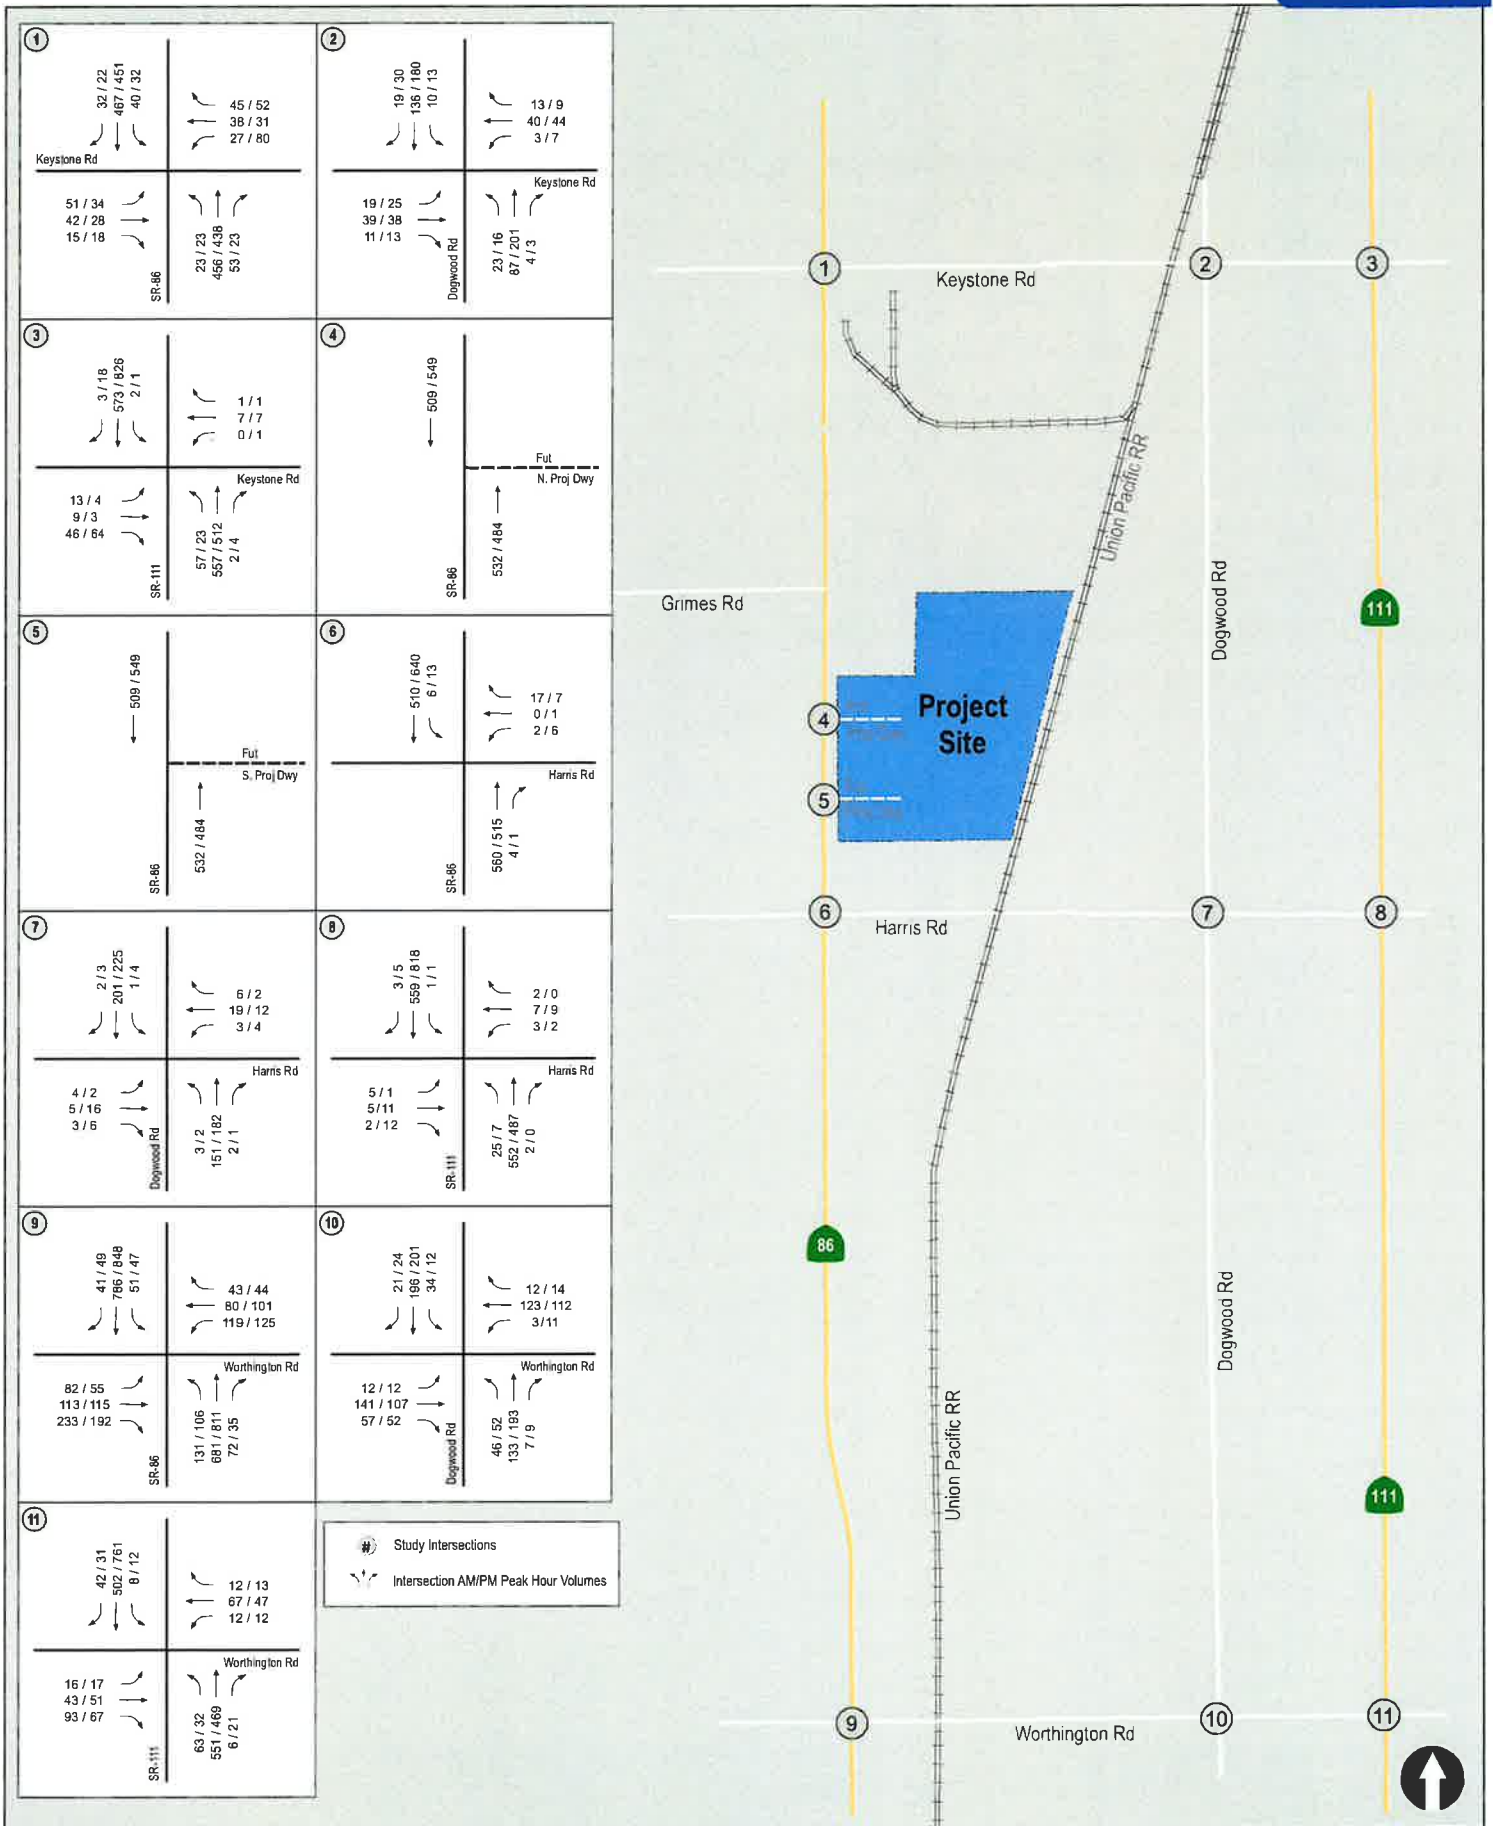 1
32 / 22
467 / 451
40 / 32
45 / 52
38 / 31
27 / 80
Keystone Rd
51 / 34
42 / 28
15 / 18
23 / 23
456 / 438
53 / 23
SR-86
2
19 / 30
136 / 180
10 / 13
13 / 9
40 / 44
3 / 7
Keystone Rd
19 / 25
39 / 38
11 / 13
23 / 16
87 / 201
4 / 3
Dogwood Rd
3
3 / 18
573 / 826
2 / 1
1 / 1
7 / 7
0 / 1
Keystone Rd
13 / 4
9 / 3
46 / 64
57 / 23
557 / 512
2 / 4
SR-111
4
509 / 549
Fut
N. Proj Dwy
532 / 484
SR-86
5
509 / 549
Fut
S. Proj Dwy
532 / 484
SR-86
6
510 / 640
6 / 13
17 / 7
0 / 1
2 / 6
Harris Rd
560 / 515
4 / 1
SR-86
7
2 / 3
201 / 225
1 / 4
6 / 2
19 / 12
3 / 4
Harris Rd
4 / 2
5 / 16
3 / 6
3 / 2
151 / 182
2 / 1
Dogwood Rd
8
3 / 5
559 / 818
1 / 1
2 / 0
7 / 9
3 / 2
Harris Rd
5 / 1
5 / 11
2 / 12
25 / 7
552 / 487
2 / 0
SR-111
9
41 / 49
786 / 848
51 / 47
43 / 44
80 / 101
119 / 125
Worthington Rd
82 / 55
113 / 115
233 / 192
131 / 106
681 / 811
72 / 35
SR-86
10
21 / 24
196 / 201
34 / 12
12 / 14
123 / 112
3 / 11
Worthington Rd
12 / 12
141 / 107
57 / 52
46 / 52
133 / 193
7 / 9
Dogwood Rd
11
42 / 31
502 / 761
8 / 12
12 / 13
67 / 47
12 / 12
Worthington Rd
16 / 17
43 / 51
93 / 67
63 / 32
551 / 469
6 / 21
SR-111
# Study Intersections
Intersection AM/PM Peak Hour Volumes
1
2
3
Keystone Rd
Union Pacific RR
Grimes Rd
Dogwood Rd
111
Project
Site
4
5
6
7
8
Harris Rd
86
Dogwood Rd
Union Pacific RR
111
9
10
11
Worthington Rd